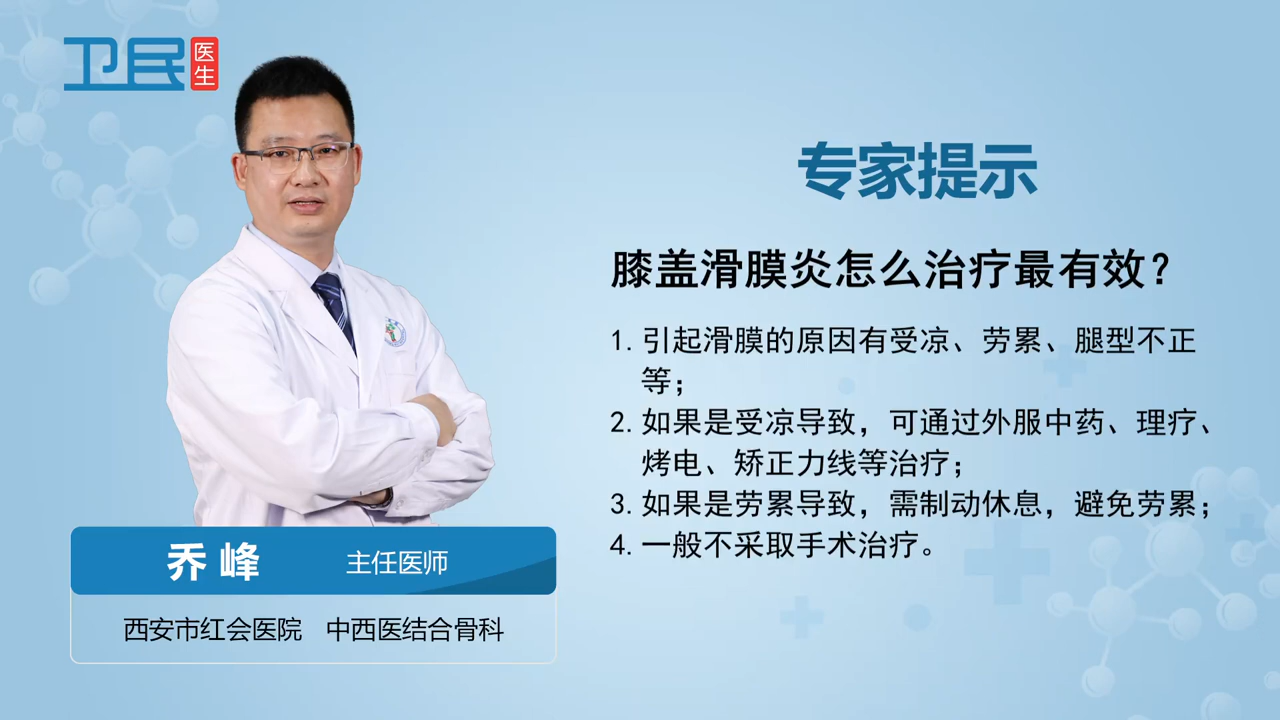 卫民医生
专家提示
膝盖滑膜炎怎么治疗最有效？
1. 引起滑膜的原因有受凉、劳累、腿型不正
等；
2. 如果是受凉导致，可通过外服中药、理疗、
烤电、矫正力线等治疗；
3. 如果是劳累导致，需制动休息，避免劳累；
4. 一般不采取手术治疗。
乔峰 主任医师
西安市红会医院 中西医结合骨科